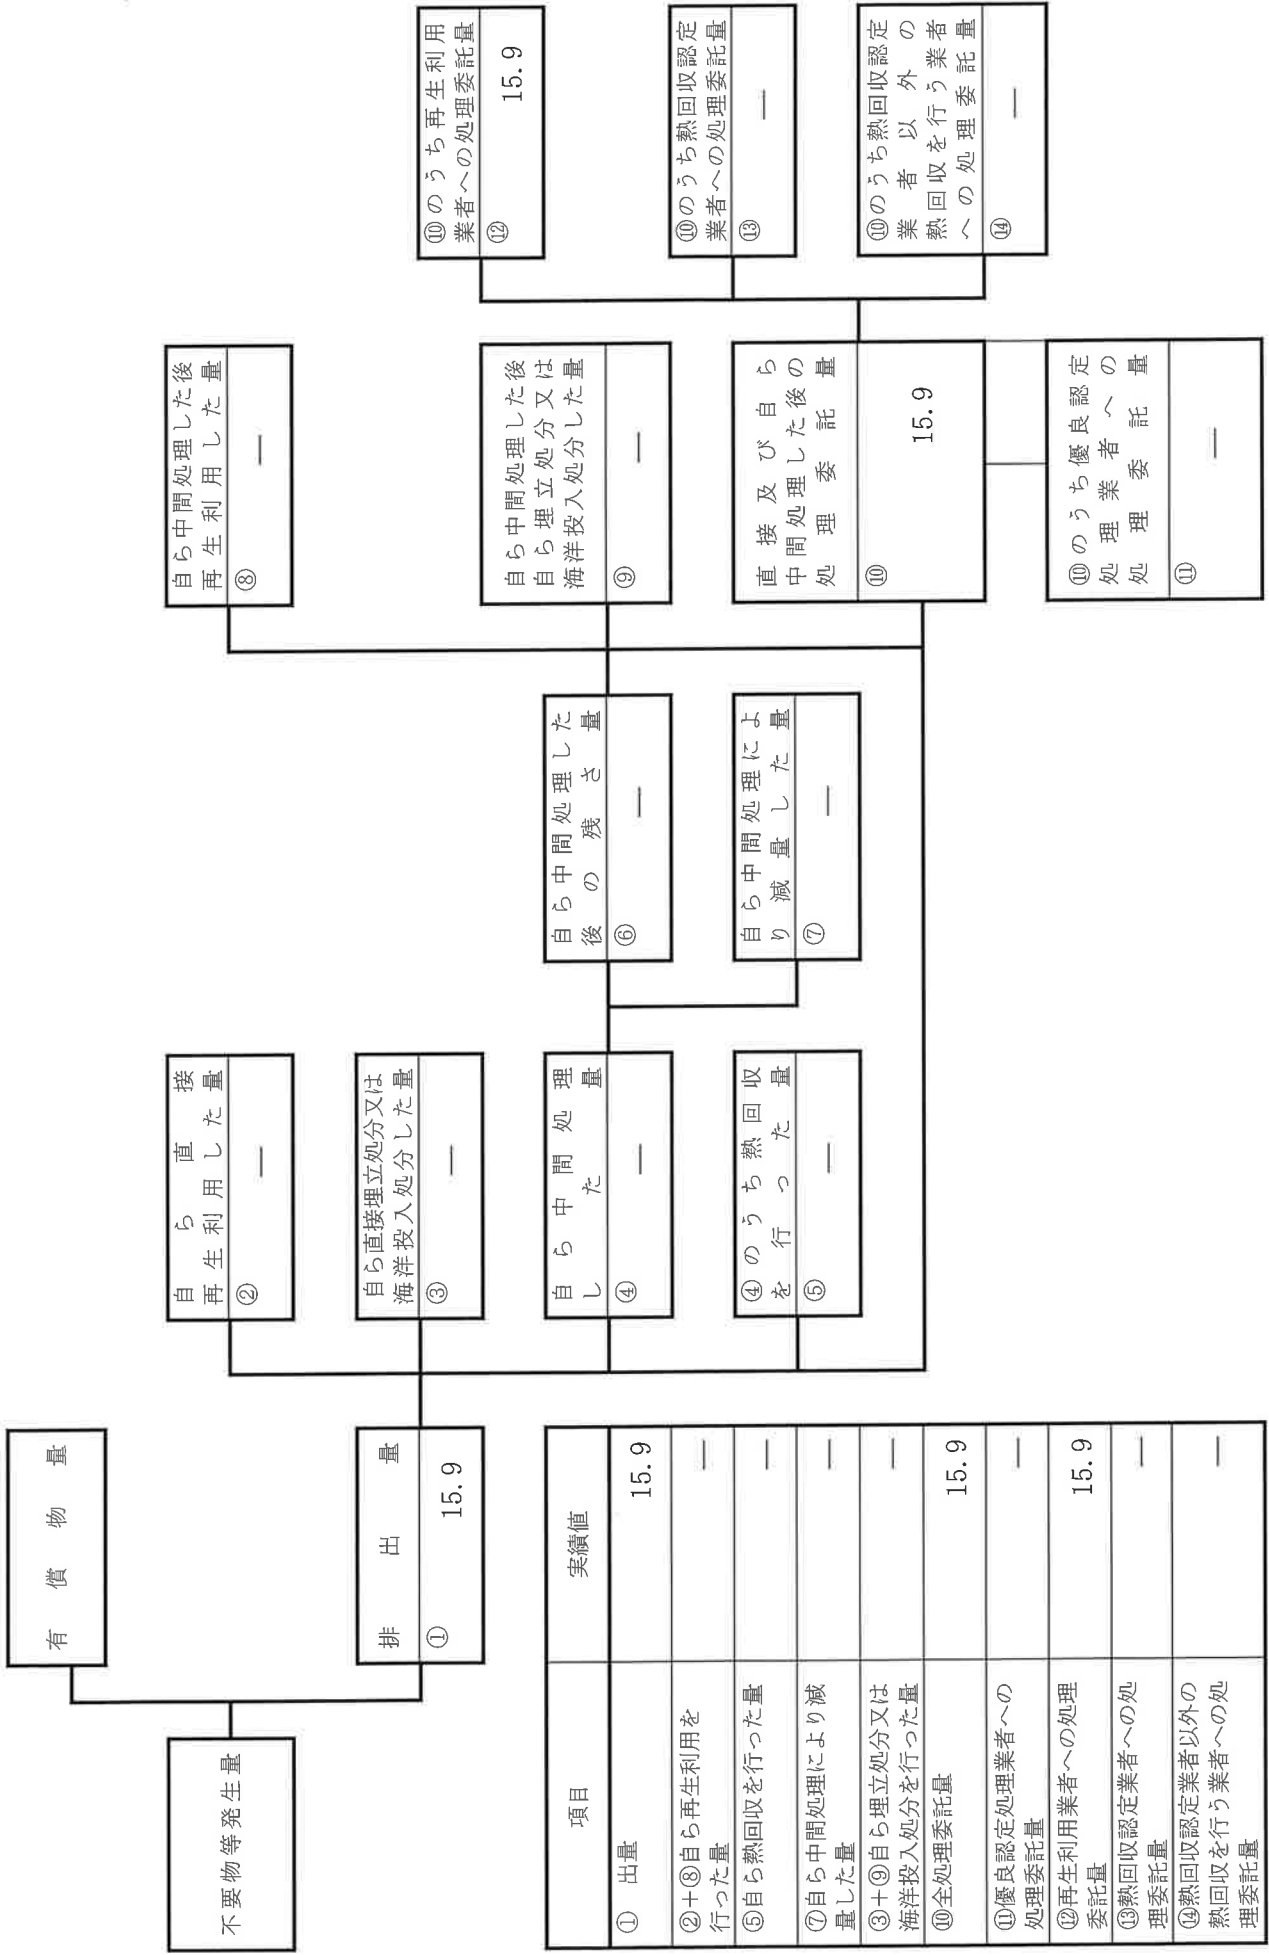 不要物等発生量
有償物量
排出量
①
15.9
自ら直接
再生利用した量
②
―
自ら直接埋立処分又は
海洋投入処分した量
③
―
自ら中間処理
した量
④
―
④のうち熱回収
を行った量
⑤
―
自ら中間処理した
後の残さ量
⑥
―
自ら中間処理によ
り減量した量
⑦
―
自ら中間処理した後
再生利用した量
⑧
―
自ら中間処理した後
自ら埋立処分又は
海洋投入処分した量
⑨
―
直接及び自ら
中間処理した後の
処理委託量
⑩
15.9
⑩のうち優良認定
処理業者への
処理委託量
⑪
―
⑩のうち再生利用
業者への処理委託量
⑫
15.9
⑩のうち熱回収認定
業者への処理委託量
⑬
―
⑩のうち熱回収認定
業者以外の
熱回収を行う業者
への処理委託量
⑭
―
項目 実績値
① 出量 15.9
②＋⑧自ら再生利用を
行った量 ―
⑤自ら熱回収を行った量 ―
⑦自ら中間処理により減
量した量 ―
③＋⑨自ら埋立処分又は
海洋投入処分を行った量 ―
⑩全処理委託量 15.9
⑪優良認定処理業者への
処理委託量 ―
⑫再生利用業者への処理
委託量 15.9
⑬熱回収認定業者への処
理委託量 ―
⑭熱回収認定業者以外の
熱回収を行う業者への処
理委託量 ―